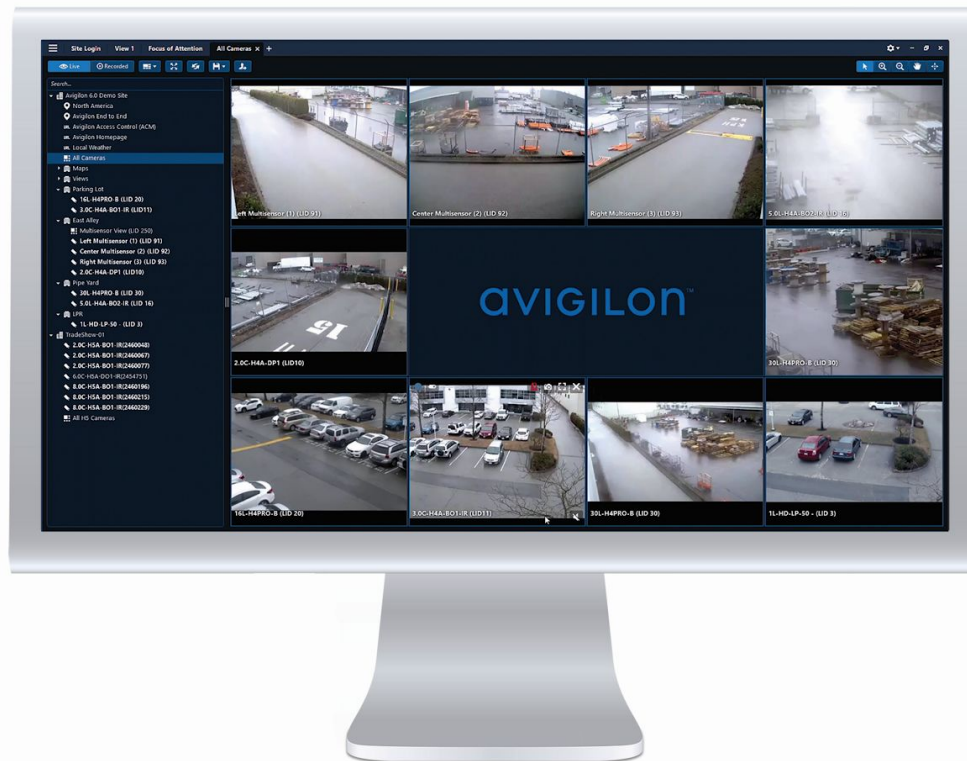 Site Login View 1 Focus of Attention All Cameras × +
Live Recorded
Search...
Avigilon 6.0 Demo Site
North America
Avigilon End to End
Avigilon Access Control (ACM)
Avigilon Homepage
Local Weather
All Cameras
Maps
Views
Parking Lot
16L-H4PRO-B (LID 20)
3.0C-H4A-BO1-IR (LID11)
East Alley
Multisensor View (LID 250)
Left Multisensor (1) (LID 91)
Center Multisensor (2) (LID 92)
Right Multisensor (3) (LID 93)
2.0C-H4A-DP1 (LID10)
Pipe Yard
30L-H4PRO-B (LID 30)
5.0L-H4A-BO2-IR (LID 16)
LPR
1L-HD-LP-50 - (LID 3)
TradeShow-01
2.0C-H5A-BO1-IR(2460048)
2.0C-H5A-BO1-IR(2460067)
2.0C-H5A-BO1-IR(2460077)
6.0C-H5A-DO1-IR(2454751)
8.0C-H5A-BO1-IR(2460196)
8.0C-H5A-BO1-IR(2460215)
8.0C-H5A-BO1-IR(2460229)
All H5 Cameras
Left Multisensor (1) (LID 91)
Center Multisensor (2) (LID 92)
Right Multisensor (3) (LID 93)
5.0L-H4A-BO2-IR (LID 16)
15
2.0C-H4A-DP1 (LID10)
aviGiLon™
30L-H4PRO-B (LID 30)
16L-H4PRO-B (LID 20)
3.0C-H4A-BO1-IR (LID11)
30L-H4PRO-B (LID 30)
1L-HD-LP-50 - (LID 3)